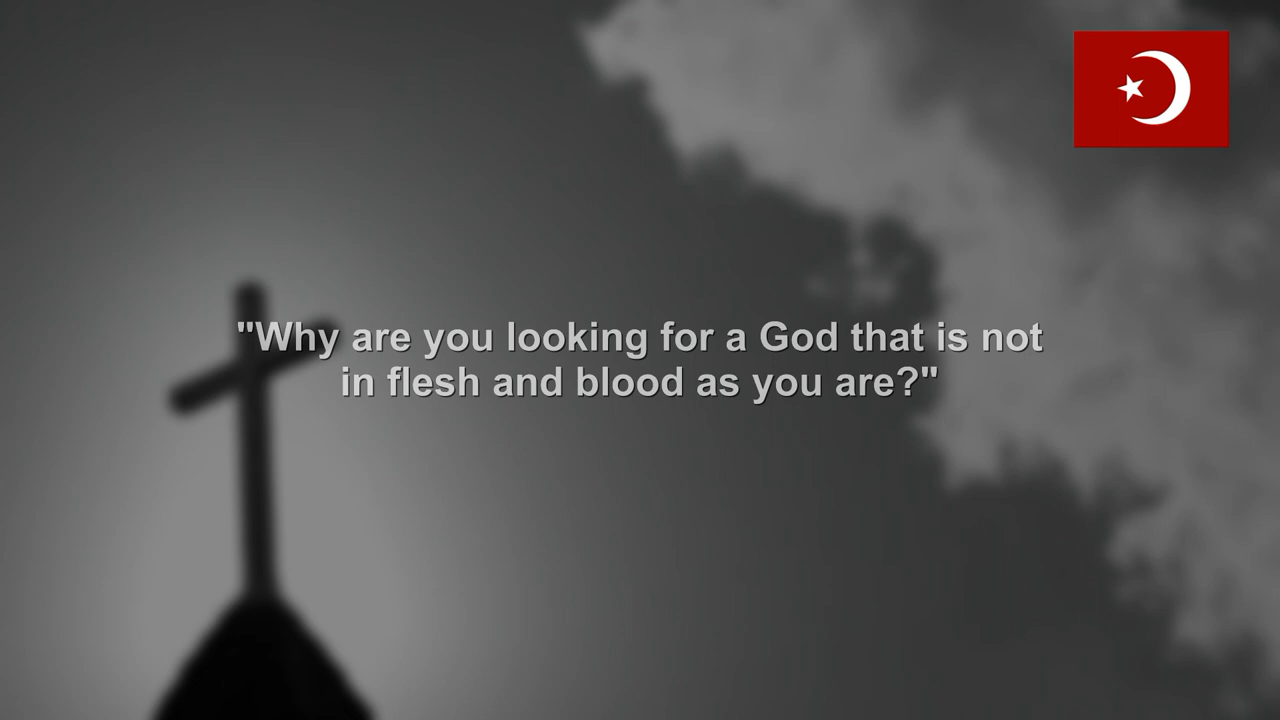 "Why are you looking for a God that is not
in flesh and blood as you are?"